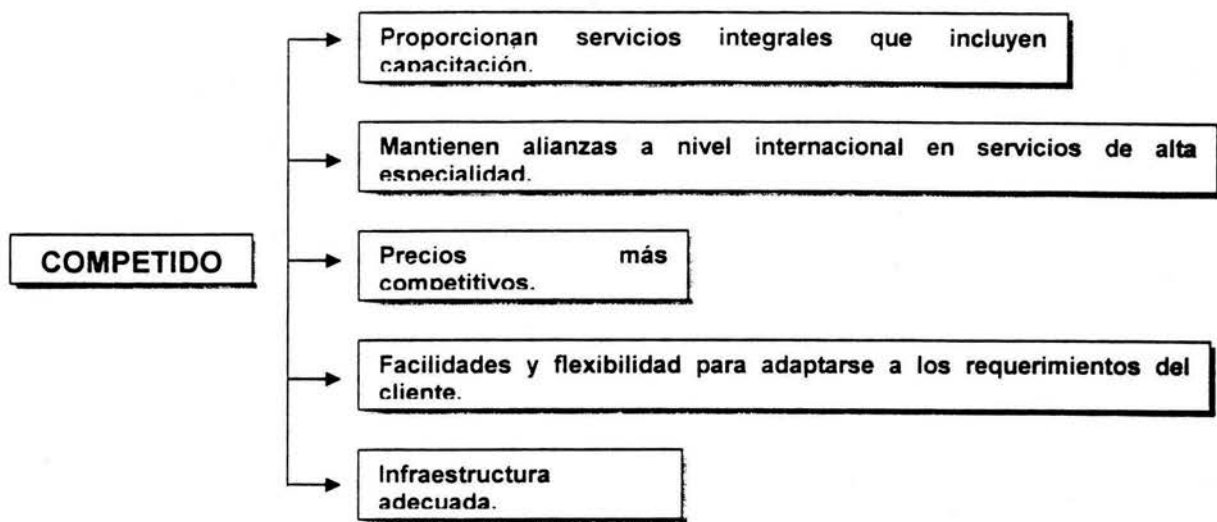 Proporcionan servicios integrales que incluyen
capacitación.
Mantienen alianzas a nivel internacional en servicios de alta
especialidad.
COMPETIDO
Precios más
competitivos.
Facilidades y flexibilidad para adaptarse a los requerimientos del
cliente.
Infraestructura
adecuada.